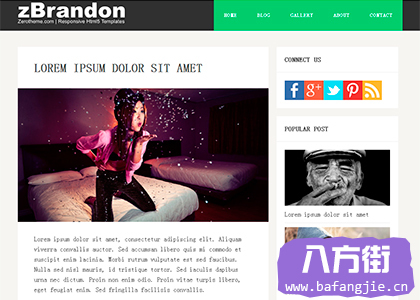 zBrandon
Zerotheme.com | Responsive Html5 Templates
HOME BLOG GALLERY ABOUT CONTACT
LOREM IPSUM DOLOR SIT AMET
CONNECT US
POPULAR POST
Lorem ipsum dolor sit amet,
八方街
www.bafangjie.cn
Lorem ipsum dolor sit amet, consectetur adipiscing elit. Aliquam
viverra convallis auctor. Sed accumsan libero quis mi commodo et
suscipit enim lacinia. Morbi rutrum vulputate est sed faucibus.
Nulla sed nisl mauris, id tristique tortor. Sed iaculis dapibus
urna nec dictum. Proin non enim odio. Proin vitae turpis libero,
eget feugiat enim. Sed fringilla facilisis convallis.